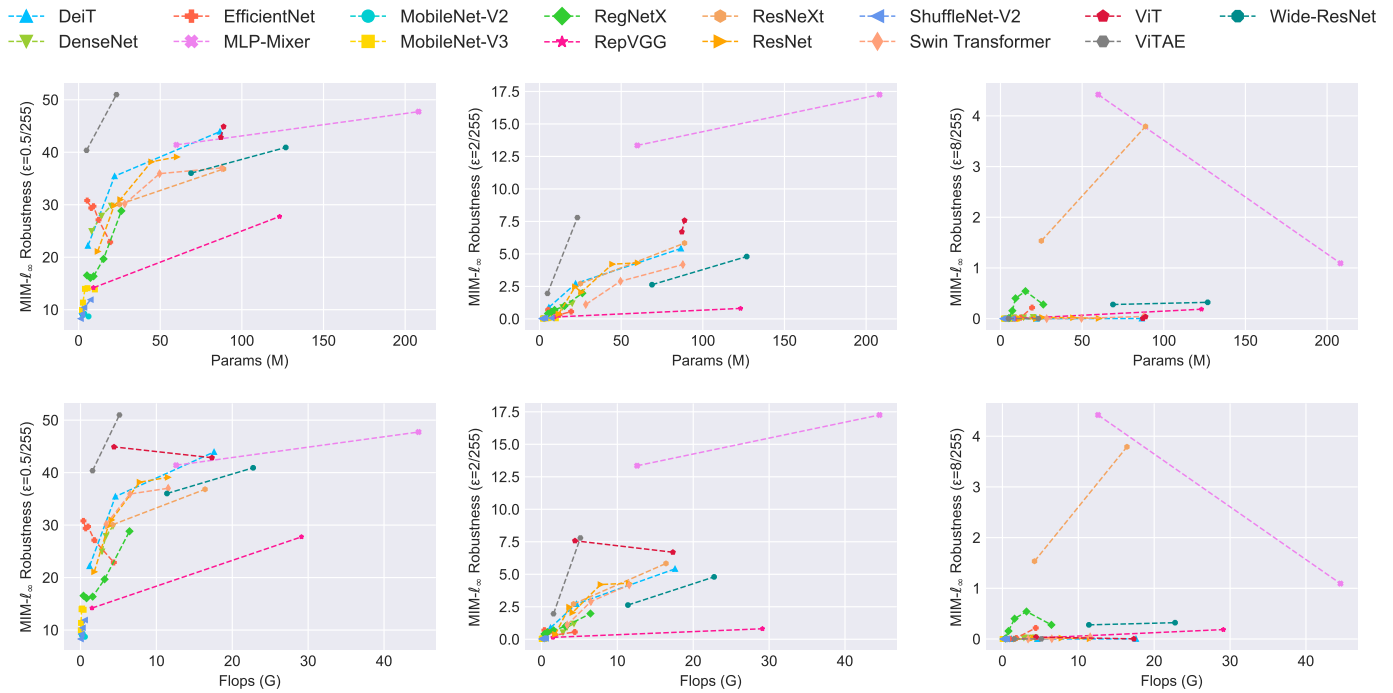 DeiT EfficientNet MobileNet-V2 RegNetX ResNeXt ShuffleNet-V2 ViT Wide-ResNet
DenseNet MLP-Mixer MobileNet-V3 RepVGG ResNet Swin Transformer ViTAE
MIM-ℓ∞ Robustness (ε=0.5/255)
50
40
30
20
10
0 50 100 150 200
Params (M)
MIM-ℓ∞ Robustness (ε=2/255)
17.5
15.0
12.5
10.0
7.5
5.0
2.5
0.0
0 50 100 150 200
Params (M)
MIM-ℓ∞ Robustness (ε=8/255)
4
3
2
1
0
0 50 100 150 200
Params (M)
MIM-ℓ∞ Robustness (ε=0.5/255)
50
40
30
20
10
0 10 20 30 40
Flops (G)
MIM-ℓ∞ Robustness (ε=2/255)
17.5
15.0
12.5
10.0
7.5
5.0
2.5
0.0
0 10 20 30 40
Flops (G)
MIM-ℓ∞ Robustness (ε=8/255)
4
3
2
1
0
0 10 20 30 40
Flops (G)